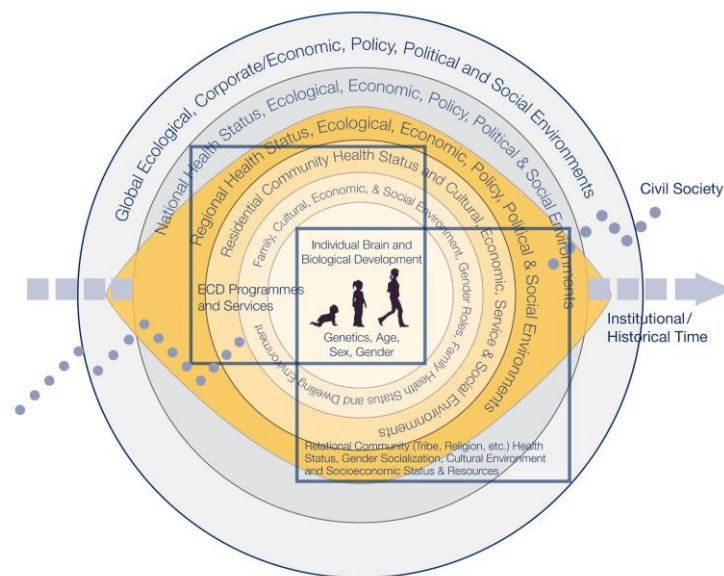 Global Ecological, Corporate/Economic, Policy, Political and Social Environments
National Health Status, Ecological, Economic, Policy, Political & Social Environments
Regional Health Status, Ecological, Economic, Policy, Political & Social Environments
Residential Community Health Status and Cultural, Economic, Service & Social Environments
Family, Cultural, Economic, & Social Environment, Gender Roles, Family Health Status and Dwelling Environment
Civil Society
Individual Brain and
Biological Development
ECD Programmes
and Services
Institutional/
Historical Time
Genetics, Age,
Sex, Gender
Relational Community (Tribe, Religion, etc.) Health
Status, Gender Socialization, Cultural Environment
and Socioeconomic Status & Resources